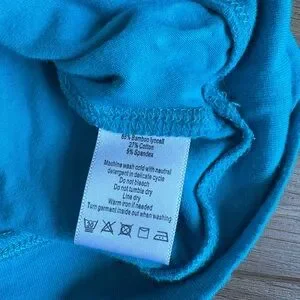 Bamboo lyocell
27% Cotton
5% Spandex
Machine wash cold with neutral
detergent in delicate cycle
Do not bleach
Do not tumble dry
Line dry
Warm iron if needed
Turn garment inside out when washing